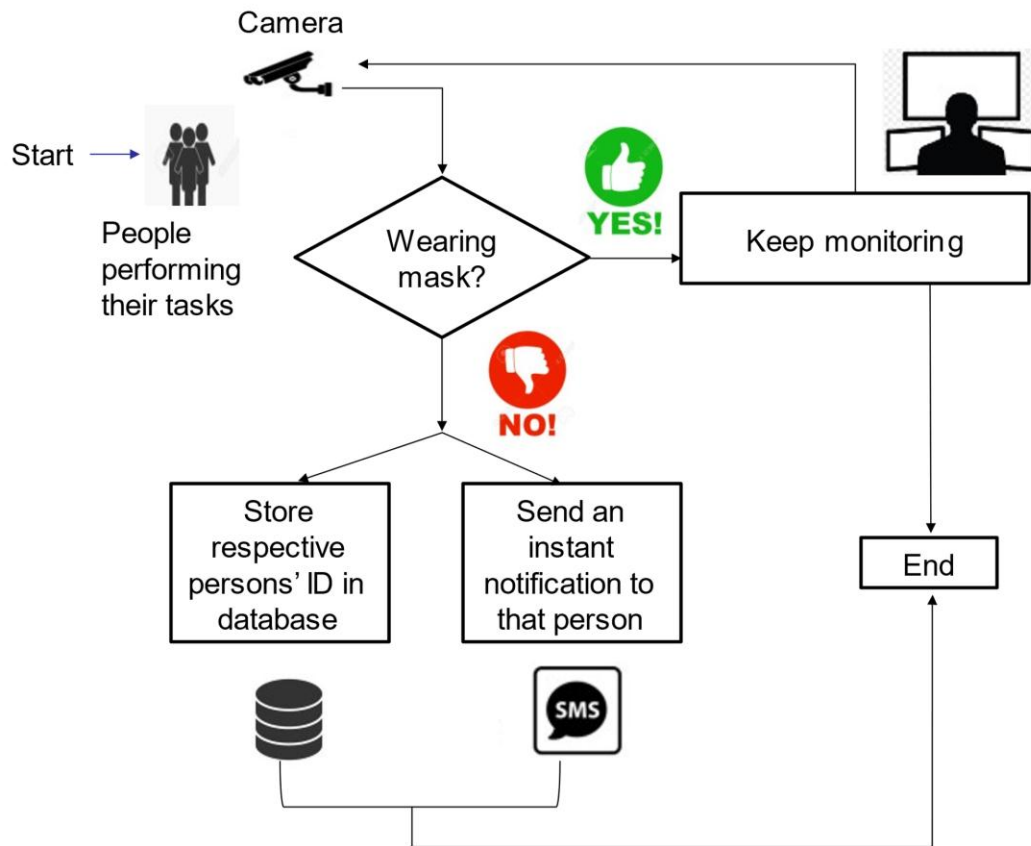 Camera
Start
People
performing
their tasks
Wearing
mask?
YES!
Keep monitoring
NO!
Store
respective
persons’ ID in
database
Send an
instant
notification to
that person
End
SMS